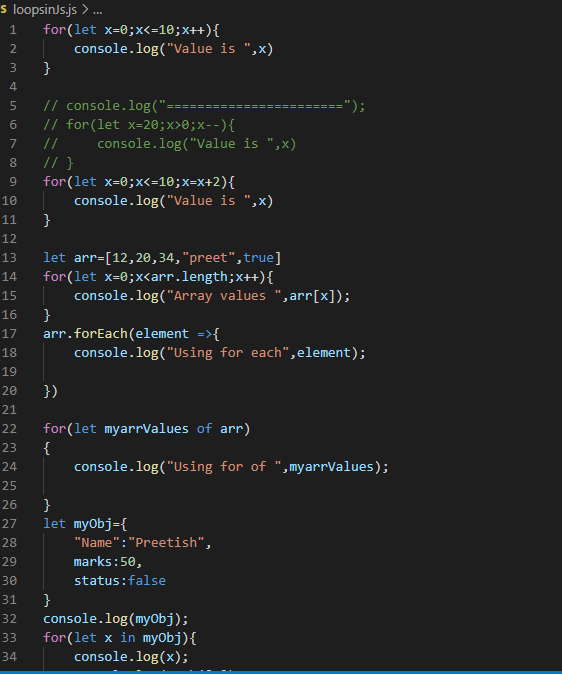 loopsinJs.js > ...
1 for(let x=0;x<=10;x++){
2     console.log("Value is ",x)
3 }
4
5 // console.log("=======================");
6 // for(let x=20;x>0;x--){
7 //     console.log("Value is ",x)
8 // }
9 for(let x=0;x<=10;x=x+2){
10     console.log("Value is ",x)
11 }
12
13 let arr=[12,20,34,"preet",true]
14 for(let x=0;x<arr.length;x++){
15     console.log("Array values ",arr[x]);
16 }
17 arr.forEach(element =>{
18     console.log("Using for each",element);
19
20 })
21
22 for(let myarrValues of arr)
23 {
24     console.log("Using for of ",myarrValues);
25
26 }
27 let myObj={
28     "Name":"Preetish",
29     marks:50,
30     status:false
31 }
32 console.log(myObj);
33 for(let x in myObj){
34     console.log(x);